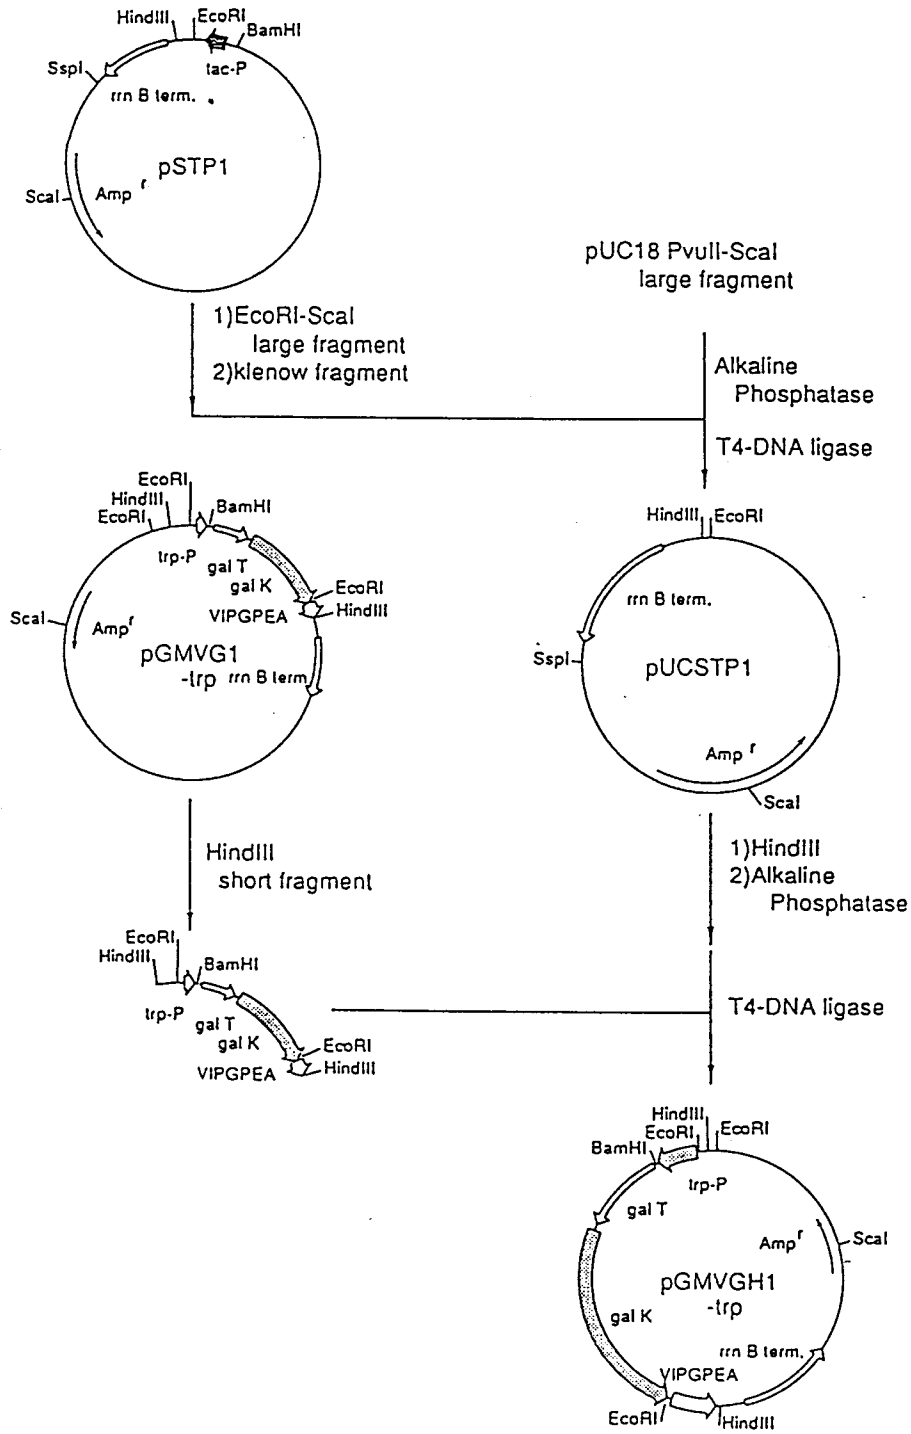 HindIII
EcoRI
BamHI
SspI
tac-P
rrn B term.
pSTP1
ScaI
Amp r
pUC18 PvuII-ScaI
large fragment
1)EcoRI-ScaI
large fragment
2)klenow fragment
Alkaline
Phosphatase
T4-DNA ligase
EcoRI
HindIII
EcoRI
BamHI
trp-P
gal T
gal K
EcoRI
VIPGPEA
HindIII
ScaI
Amp r
pGMVG1
-trp
rrn B term
HindIII
EcoRI
rrn B term.
SspI
pUCSTP1
Amp r
ScaI
HindIII
short fragment
1)HindIII
2)Alkaline
Phosphatase
EcoRI
HindIII
BamHI
trp-P
gal T
gal K
EcoRI
VIPGPEA
HindIII
T4-DNA ligase
HindIII
EcoRI
EcoRI
BamHI
trp-P
gal T
Amp r
ScaI
pGMVGH1
-trp
gal K
rrn B term.
VIPGPEA
EcoRI
HindIII